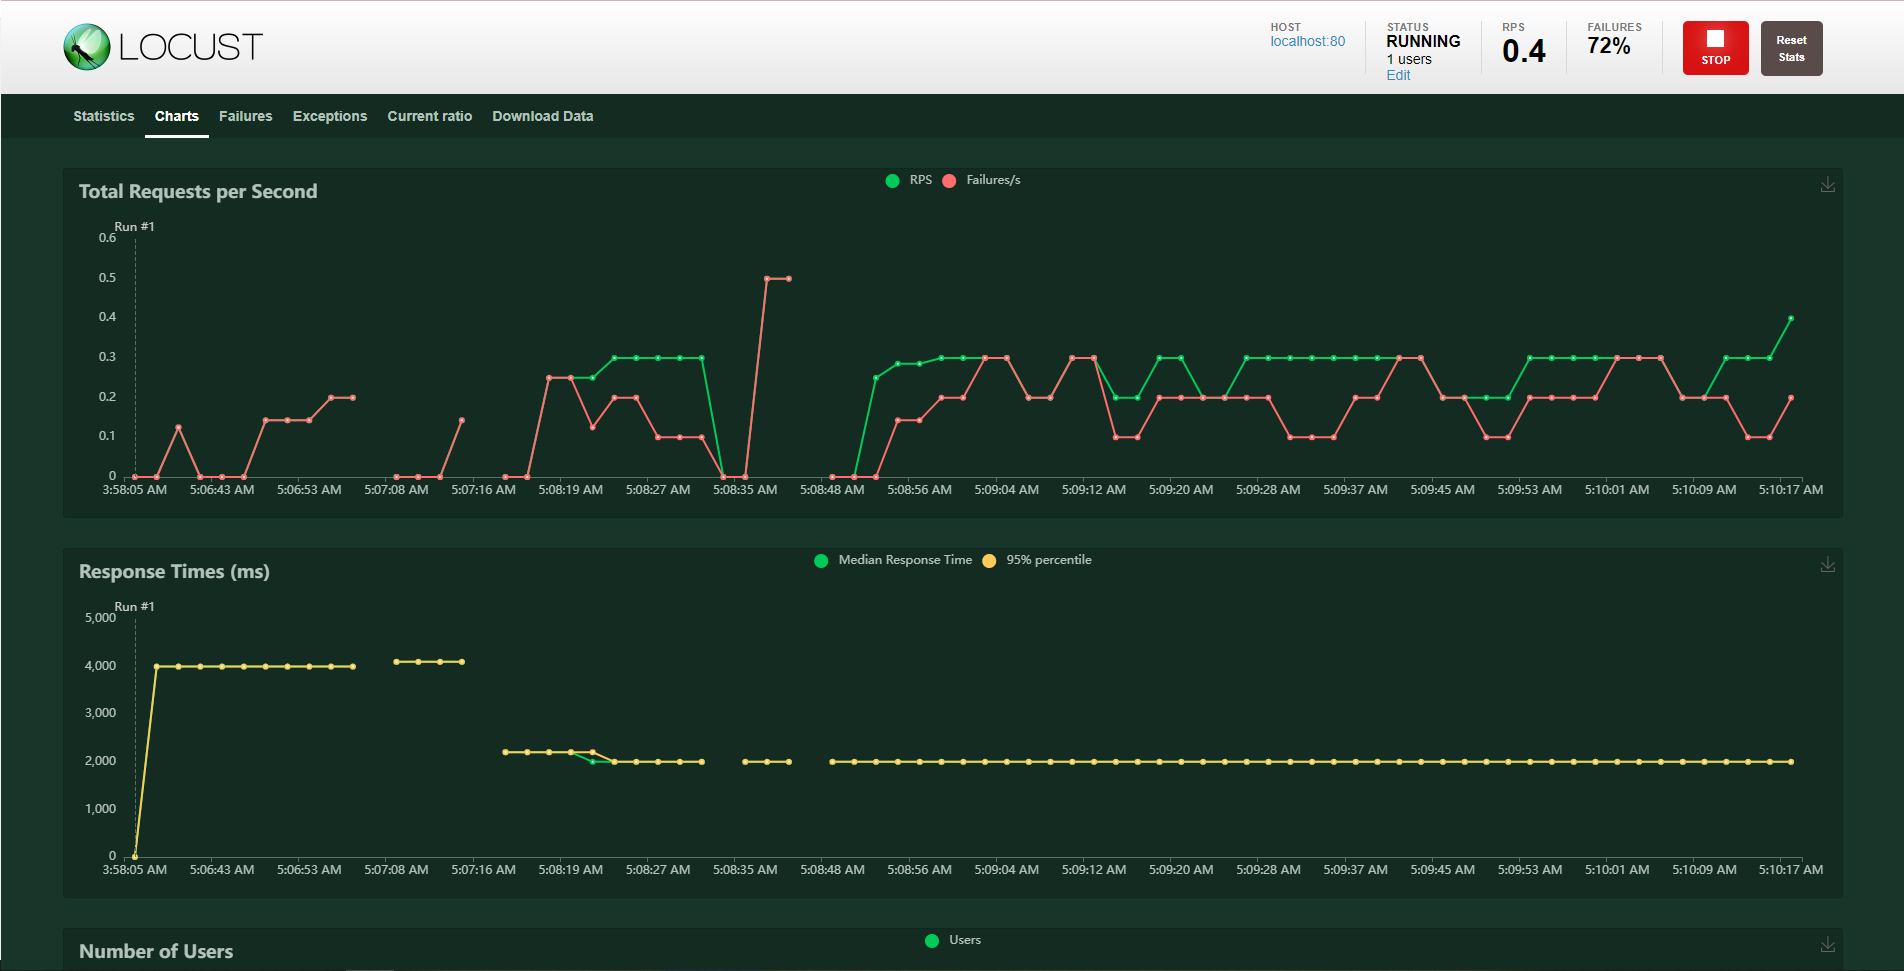 LOCUST
HOST
localhost:80
STATUS
RUNNING
1 users
Edit
RPS
0.4
FAILURES
72%
STOP
Reset
Stats
Statistics Charts Failures Exceptions Current ratio Download Data
Total Requests per Second
RPS Failures/s
Run #1
0.6
0.5
0.4
0.3
0.2
0.1
0
3:58:05 AM 5:06:43 AM 5:06:53 AM 5:07:08 AM 5:07:16 AM 5:08:19 AM 5:08:27 AM 5:08:35 AM 5:08:48 AM 5:08:56 AM 5:09:04 AM 5:09:12 AM 5:09:20 AM 5:09:28 AM 5:09:37 AM 5:09:45 AM 5:09:53 AM 5:10:01 AM 5:10:09 AM 5:10:17 AM
Response Times (ms)
Median Response Time 95% percentile
Run #1
5,000
4,000
3,000
2,000
1,000
0
3:58:05 AM 5:06:43 AM 5:06:53 AM 5:07:08 AM 5:07:16 AM 5:08:19 AM 5:08:27 AM 5:08:35 AM 5:08:48 AM 5:08:56 AM 5:09:04 AM 5:09:12 AM 5:09:20 AM 5:09:28 AM 5:09:37 AM 5:09:45 AM 5:09:53 AM 5:10:01 AM 5:10:09 AM 5:10:17 AM
Number of Users
Users